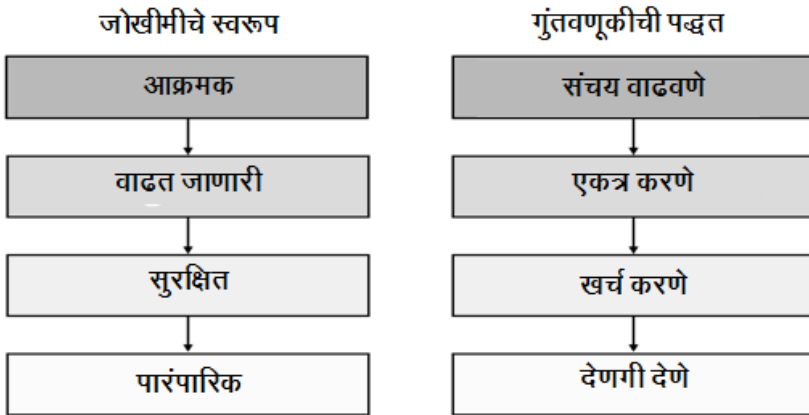 जोखीमीचे स्वरूप
आक्रमक
वाढत जाणारी
सुरक्षित
पारंपारिक
गुंतवणूकीची पद्धत
संचय वाढवणे
एकत्र करणे
खर्च करणे
देणगी देणे